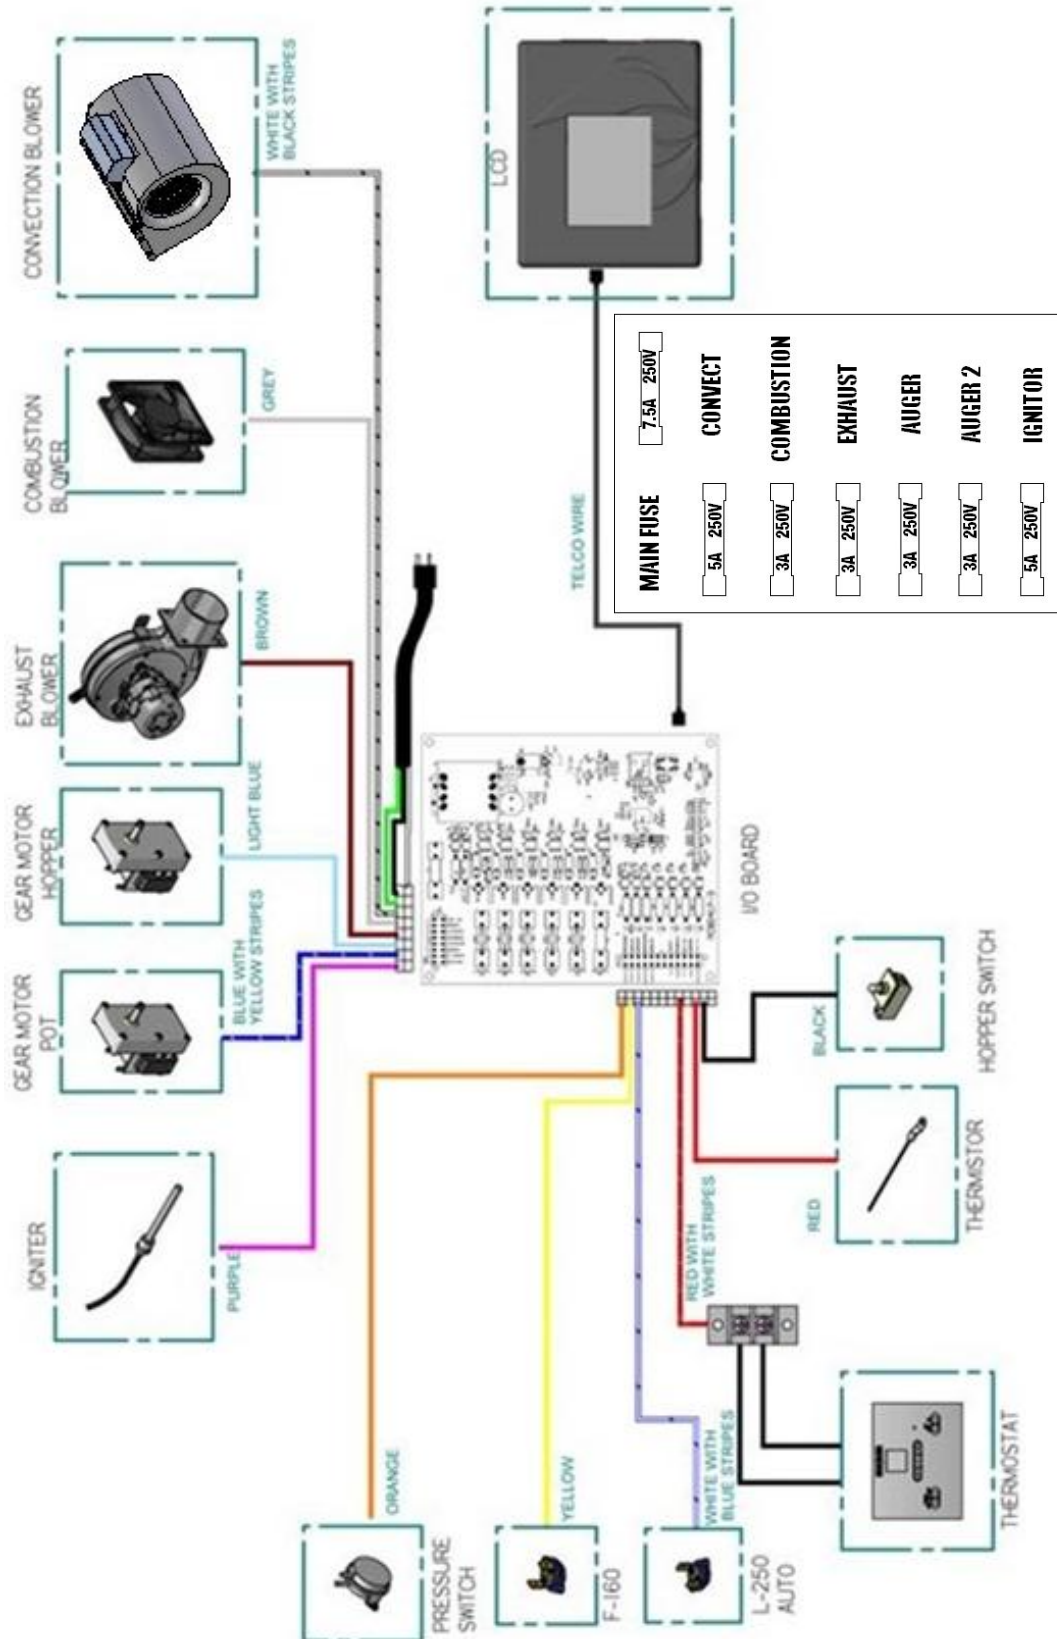 CONVECTION BLOWER
WHITE WITH
BLACK STRIPES
COMBUSTION
BLOWER
GREY
EXHAUST
BLOWER
BROWN
GEAR MOTOR
HOPPER
LIGHT BLUE
GEAR MOTOR
POT
BLUE WITH
YELLOW STRIPES
IGNITER
PURPLE
LCD
TELCO WIRE
I/O BOARD
MAIN FUSE
7.5A 250V
5A 250V
CONVECT
3A 250V
COMBUSTION
3A 250V
EXHAUST
3A 250V
AUGER
3A 250V
AUGER 2
5A 250V
IGNITOR
PRESSURE
SWITCH
ORANGE
F-160
YELLOW
L-250
AUTO
WHITE WITH
BLUE STRIPES
THERMOSTAT
RED WITH
WHITE STRIPES
THERMISTOR
RED
HOPPER SWITCH
BLACK